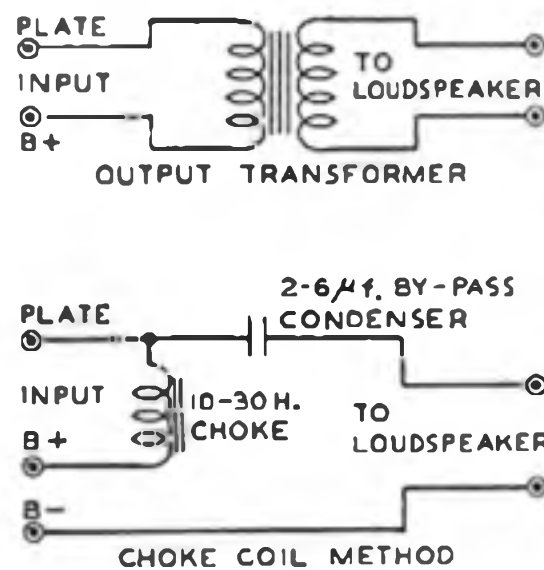 PLATE
INPUT
B+
TO
LOUDSPEAKER
OUTPUT TRANSFORMER
2-6μf. BY-PASS
CONDENSER
PLATE
INPUT
10-30H.
CHOKE
B+
TO
LOUDSPEAKER
B-
CHOKE COIL METHOD